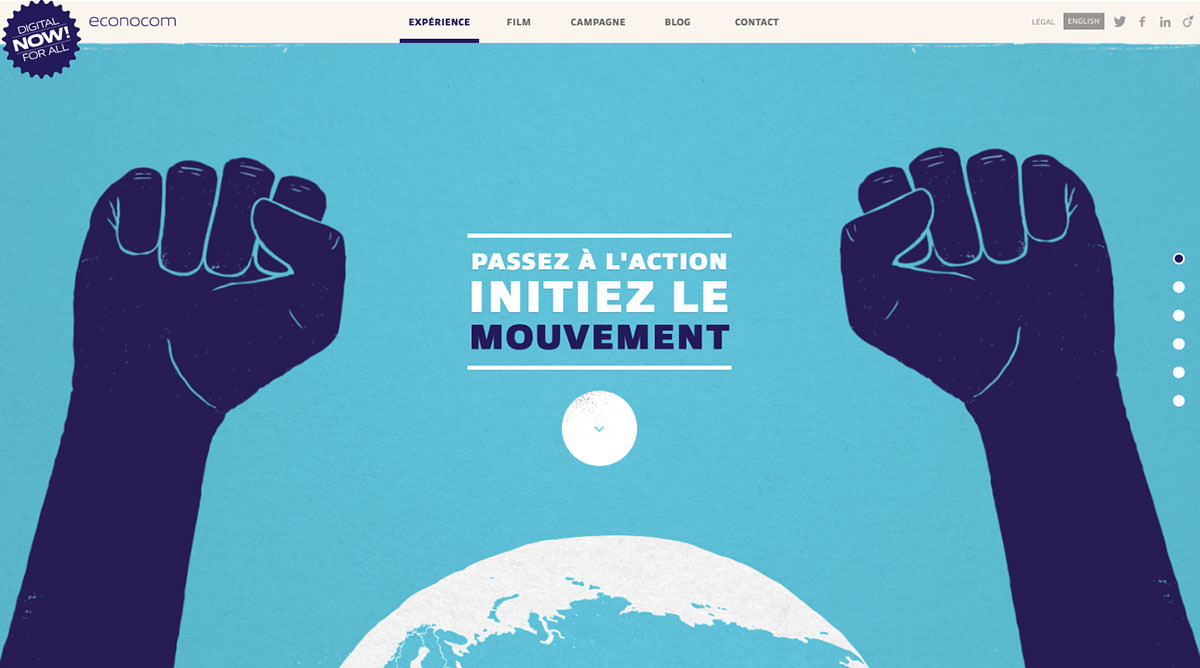 DIGITAL
NOW!
FOR ALL
econocom
EXPÉRIENCE
FILM
CAMPAGNE
BLOG
CONTACT
LÉGAL
ENGLISH
PASSEZ À L'ACTION
INITIEZ LE
MOUVEMENT